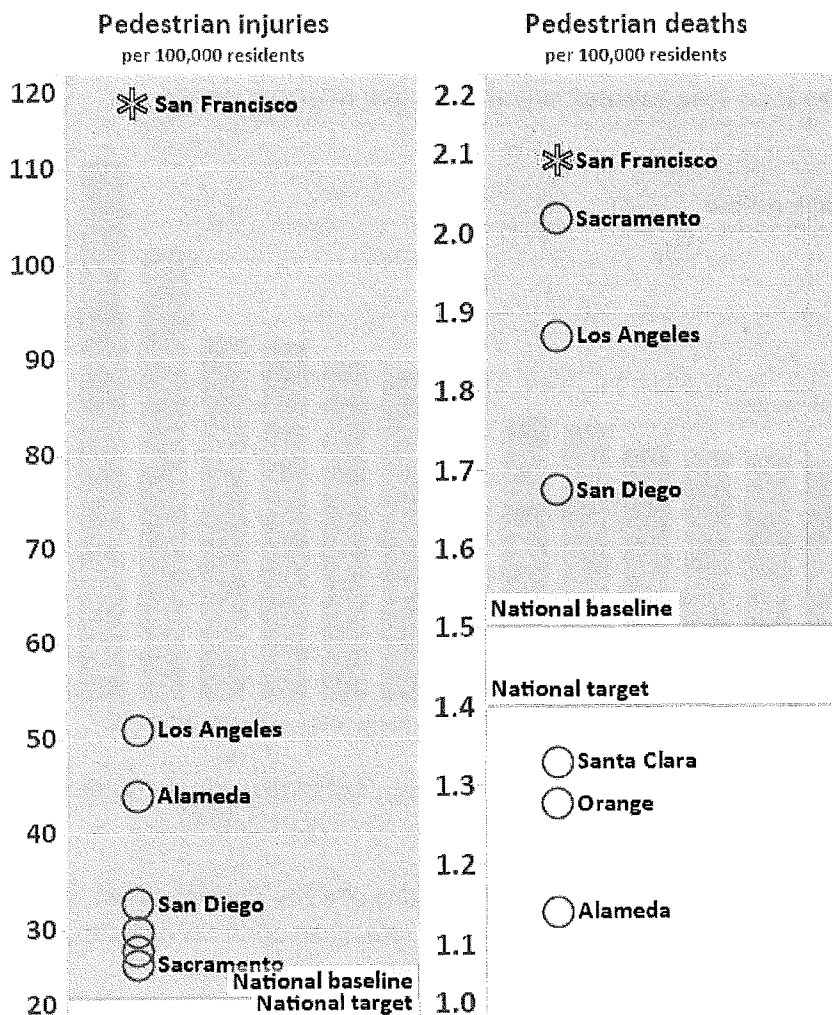 Pedestrian injuries
per 100,000 residents
120
San Francisco
110
100
90
80
70
60
50
Los Angeles
Alameda
40
San Diego
30
Sacramento
National baseline
National target
20
Pedestrian deaths
per 100,000 residents
2.2
2.1
San Francisco
Sacramento
2.0
1.9
Los Angeles
1.8
1.7
San Diego
1.6
National baseline
1.5
National target
1.4
Santa Clara
1.3
Orange
1.2
Alameda
1.1
1.0